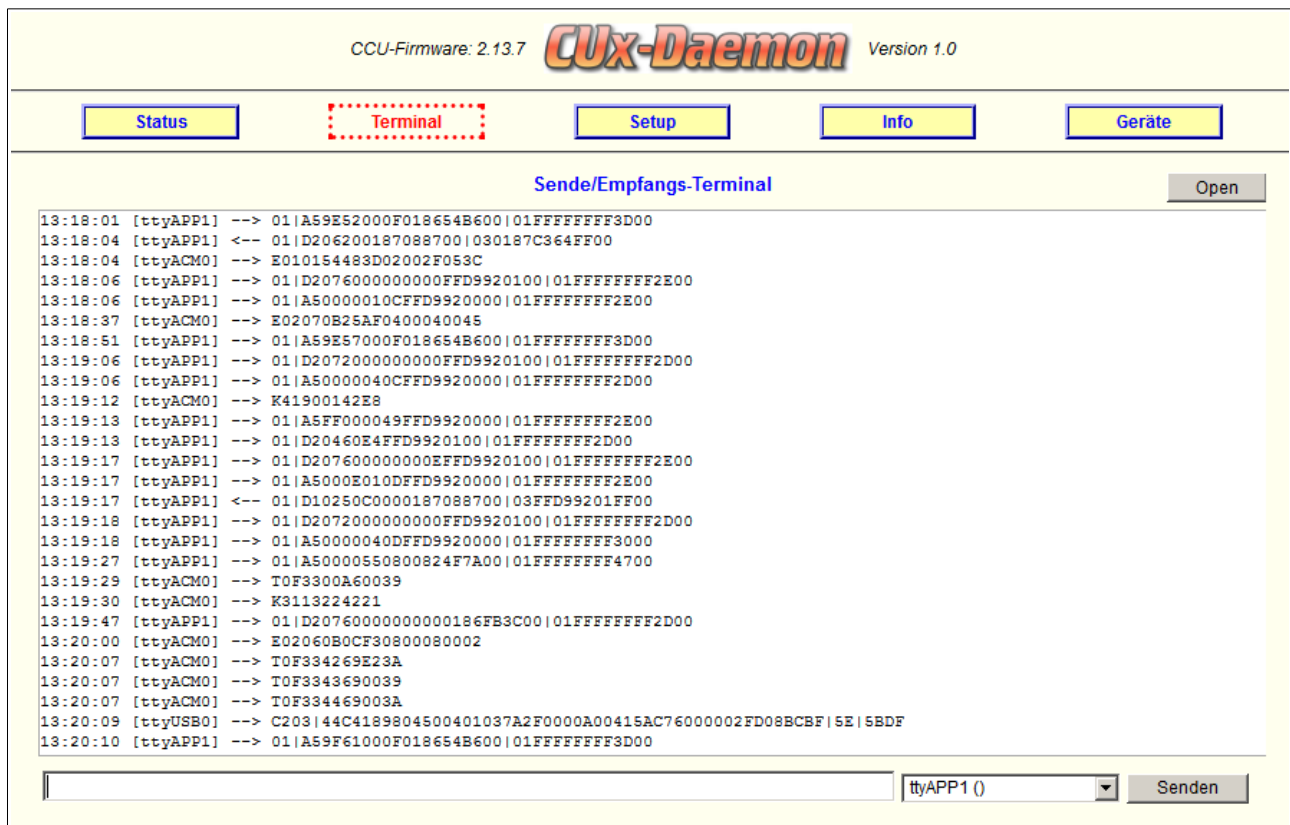 CCU-Firmware: 2.13.7 CUx-Daemon Version 1.0
Status Terminal Setup Info Geräte
Sende/Empfangs-Terminal
Open
13:18:01 [ttyAPP1] --> 01|A59E52000F018654B600|01FFFFFFFF3D00
13:18:04 [ttyAPP1] <-- 01|D206200187088700|030187C364FF00
13:18:04 [ttyACM0] --> E010154483D02002F053C
13:18:06 [ttyAPP1] --> 01|D2076000000000FFD9920100|01FFFFFFFF2E00
13:18:06 [ttyAPP1] --> 01|A50000010CFFD9920000|01FFFFFFFF2E00
13:18:37 [ttyACM0] --> E02070B25AF0400040045
13:18:51 [ttyAPP1] --> 01|A59E57000F018654B600|01FFFFFFFF3D00
13:19:06 [ttyAPP1] --> 01|D2072000000000FFD9920100|01FFFFFFFF2D00
13:19:06 [ttyAPP1] --> 01|A50000040CFFD9920000|01FFFFFFFF2D00
13:19:12 [ttyACM0] --> K41900142E8
13:19:13 [ttyAPP1] --> 01|A5FF000049FFD9920000|01FFFFFFFF2E00
13:19:13 [ttyAPP1] --> 01|D20460E4FFD9920100|01FFFFFFFF2D00
13:19:17 [ttyAPP1] --> 01|D207600000000EFFD9920100|01FFFFFFFF2E00
13:19:17 [ttyAPP1] --> 01|A5000E010DFFD9920000|01FFFFFFFF2E00
13:19:17 [ttyAPP1] <-- 01|D10250C0000187088700|03FFD99201FF00
13:19:18 [ttyAPP1] --> 01|D2072000000000FFD9920100|01FFFFFFFF2D00
13:19:18 [ttyAPP1] --> 01|A50000040DFFD9920000|01FFFFFFFF3000
13:19:27 [ttyAPP1] --> 01|A50000550800824F7A00|01FFFFFFFF4700
13:19:29 [ttyACM0] --> T0F3300A60039
13:19:30 [ttyACM0] --> K3113224221
13:19:47 [ttyAPP1] --> 01|D20760000000000186FB3C00|01FFFFFFFF2D00
13:20:00 [ttyACM0] --> E02060B0CF30800080002
13:20:07 [ttyACM0] --> T0F334269E23A
13:20:07 [ttyACM0] --> T0F3343690039
13:20:07 [ttyACM0] --> T0F334469003A
13:20:09 [ttyUSB0] --> C203|44C4189804500401037A2F0000A00415AC76000002FD08BCBF|5E|5BDF
13:20:10 [ttyAPP1] --> 01|A59F61000F018654B600|01FFFFFFFF3D00
ttyAPP1 () Senden